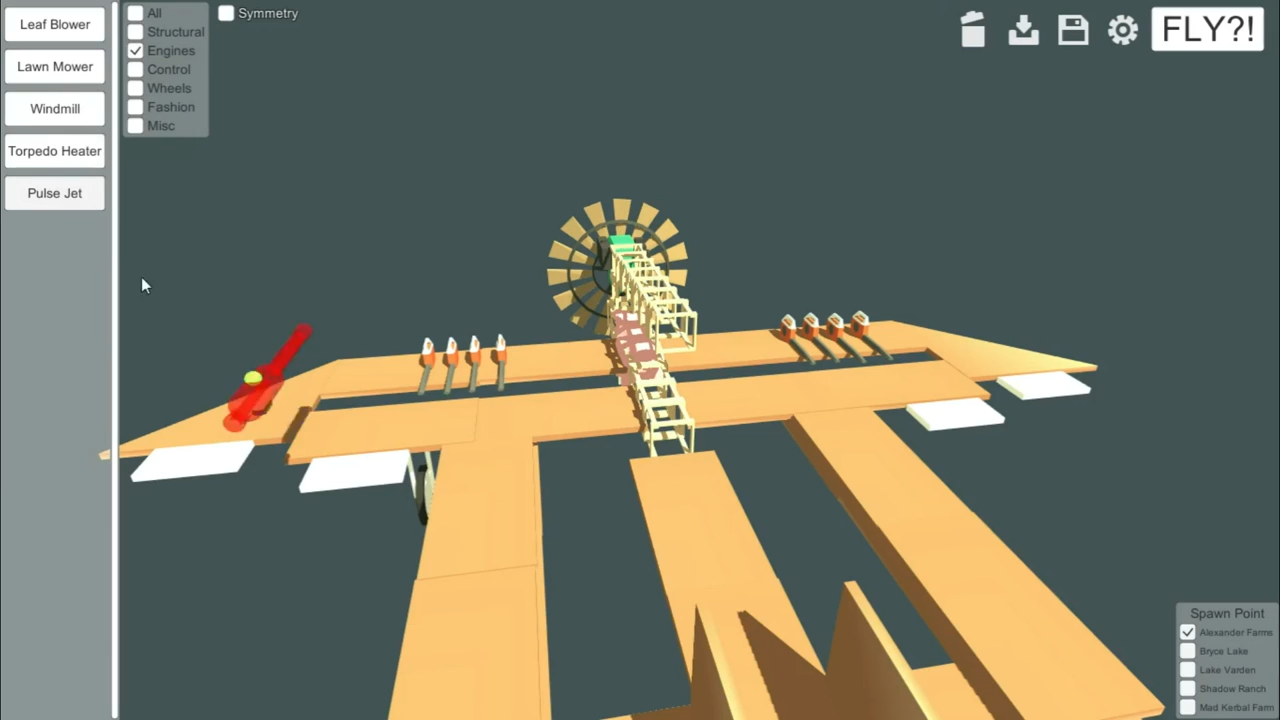 Leaf Blower
Lawn Mower
Windmill
Torpedo Heater
Pulse Jet
All
Structural
Engines
Control
Wheels
Fashion
Misc
Symmetry
FLY?!
Spawn Point
Alexander Farms
Bryce Lake
Lake Varden
Shadow Ranch
Mad Kerbal Farm